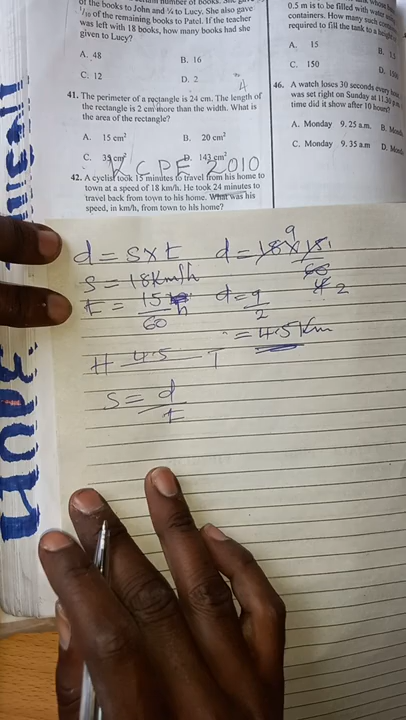 of the books to John and ¼ to Lucy. She also gave
1/10 of the remaining books to Patel. If the teacher
was left with 18 books, how many books had she
given to Lucy?
A. 48
B. 16
C. 12
D. 2
41. The perimeter of a rectangle is 24 cm. The length of
the rectangle is 2 cm more than the width. What is
the area of the rectangle?
A. 15 cm²
B. 20 cm²
C. 35 cm²
D. 143 cm²
KCPE 2010
42. A cyclist took 15 minutes to travel from his home to
town at a speed of 18 km/h. He took 24 minutes to
travel back from town to his home. What was his
speed, in km/h, from town to his home?
0.5 m is to be filled with water
containers. How many such
required to fill the tank to a height
A. 15
C. 150
46. A watch loses 30 seconds every
was set right on Sunday at 11.30
time did it show after 10 hours?
A. Monday 9.25 a.m.
C. Monday 9.35 a.m
d = s x t
d = 18 x 15
9
60
4 2
s = 18km/h
t = 15 h
60
d = 9
2
= 4.5 Km
H 4.5 T
s = d
t